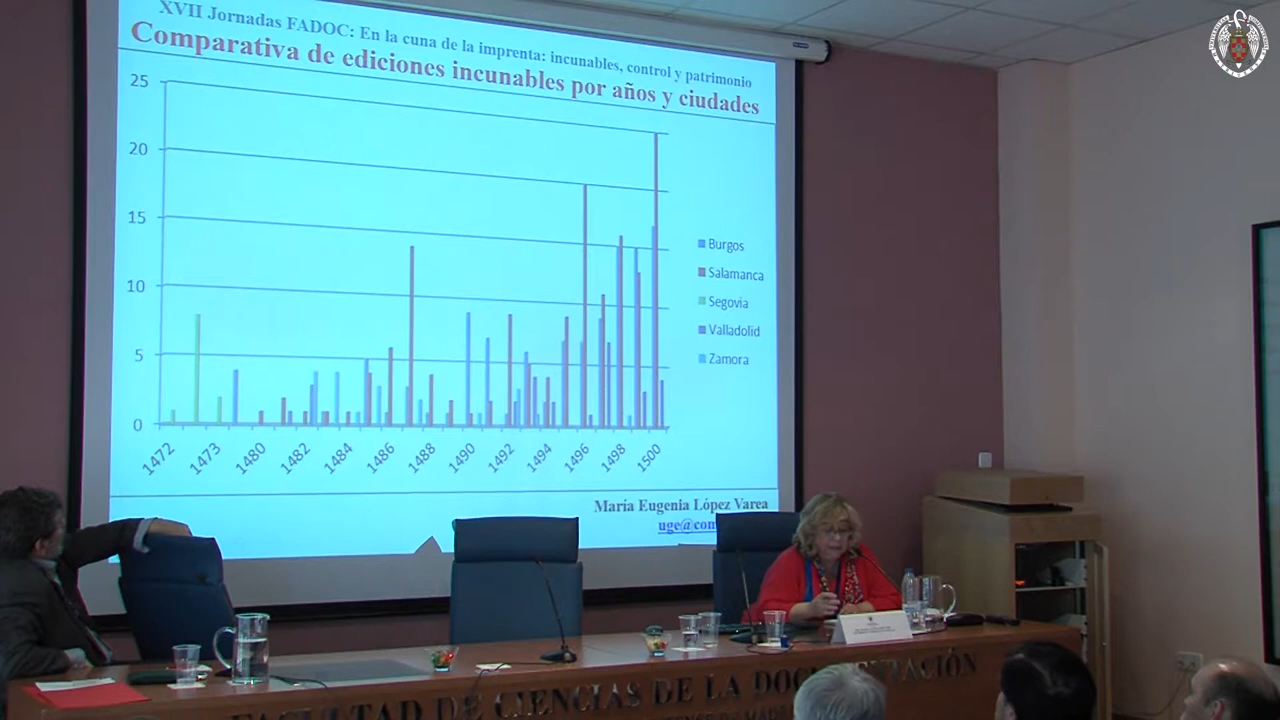 XVII Jornadas FADOC: En la cuna de la imprenta: incunables, control y patrimonio
Comparativa de ediciones incunables por años y ciudades
25
20
15
10
5
0
1472
1473
1480
1482
1484
1486
1488
1490
1492
1494
1496
1498
1500
Burgos
Salamanca
Segovia
Valladolid
Zamora
María Eugenia López Varea
uge@com
FACULTAD DE CIENCIAS DE LA DOCUMENTACIÓN